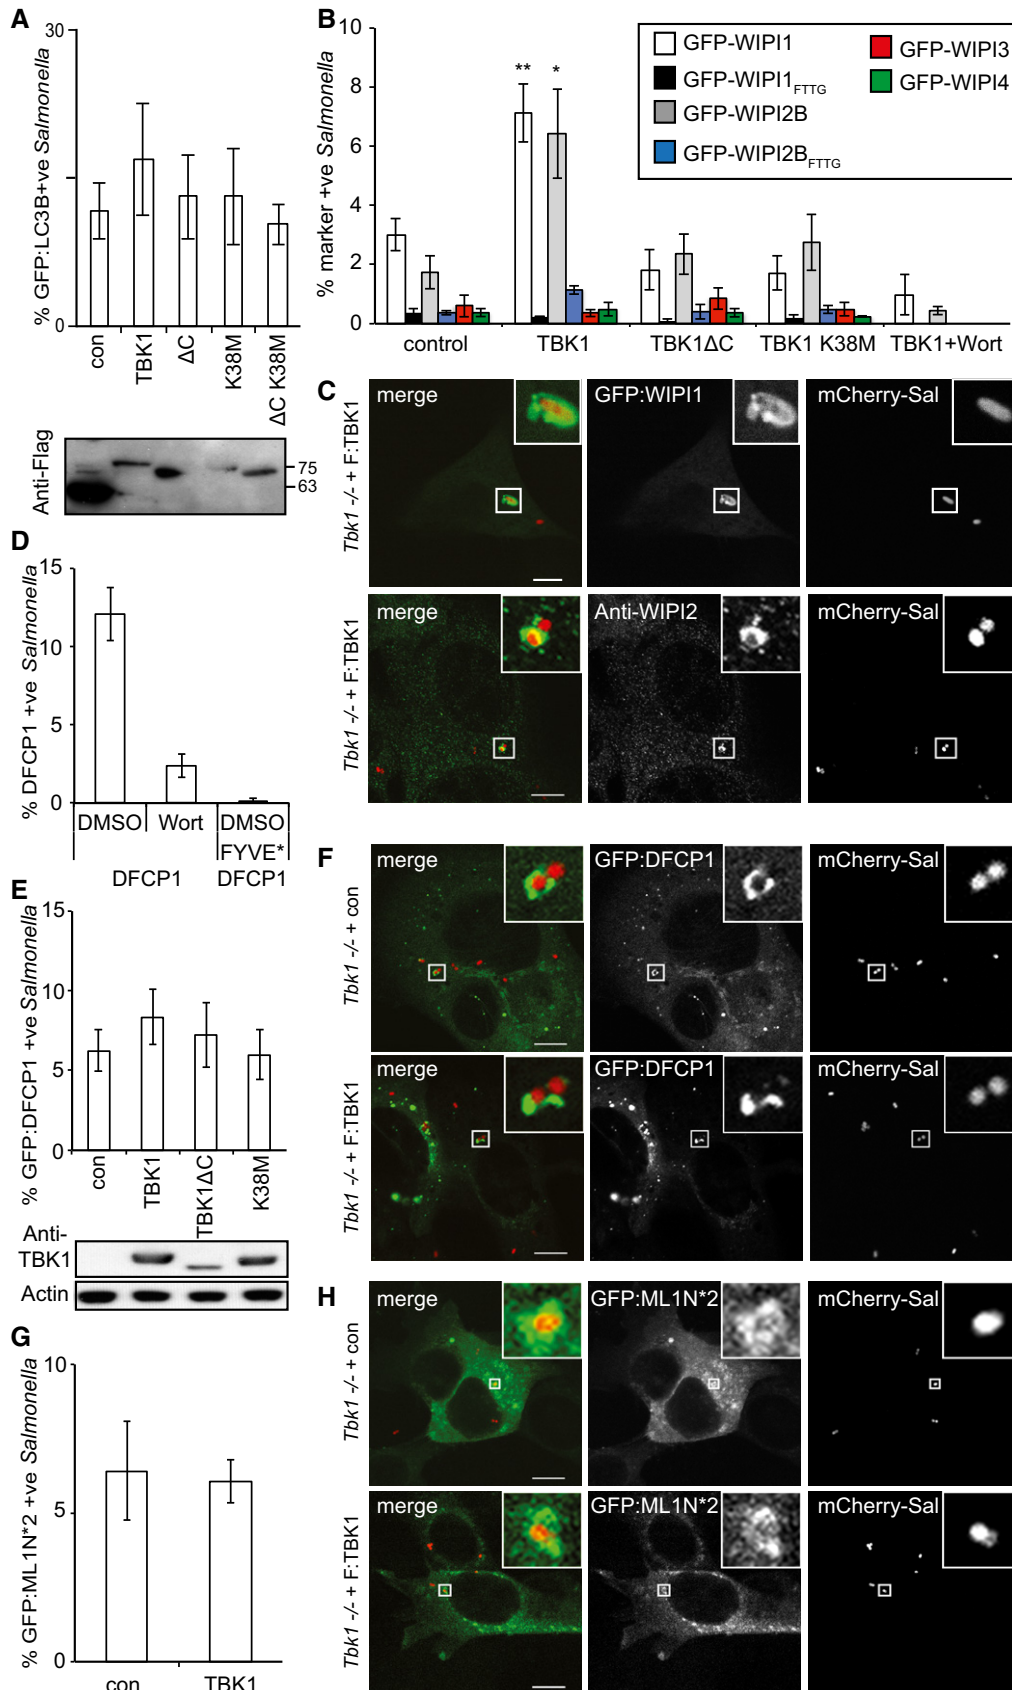 A
30
0
% GFP:LC3B+ve Salmonella
con
TBK1
ΔC
K38M
ΔC K38M
Anti-Flag
75
63
B
10
8
6
4
2
0
% marker +ve Salmonella
** *
GFP-WIPI1
GFP-WIPI1FTTG
GFP-WIPI2B
GFP-WIPI2BFTTG
GFP-WIPI3
GFP-WIPI4
control TBK1 TBK1ΔC TBK1 K38M TBK1+Wort
C
Tbk1 -/- + F:TBK1
merge GFP:WIPI1 mCherry-Sal
Tbk1 -/- + F:TBK1
merge Anti-WIPI2 mCherry-Sal
D
15
10
5
0
% DFCP1 +ve Salmonella
DMSO Wort DMSO
FYVE*
DFCP1 DFCP1
E
15
10
5
0
% GFP:DFCP1 +ve Salmonella
con
TBK1
TBK1ΔC
K38M
Anti-
TBK1
Actin
F
Tbk1 -/- + con
merge GFP:DFCP1 mCherry-Sal
Tbk1 -/- + F:TBK1
merge GFP:DFCP1 mCherry-Sal
G
10
5
0
% GFP:ML1N*2 +ve Salmonella
con TBK1
H
Tbk1 -/- + con
merge GFP:ML1N*2 mCherry-Sal
Tbk1 -/- + F:TBK1
merge GFP:ML1N*2 mCherry-Sal